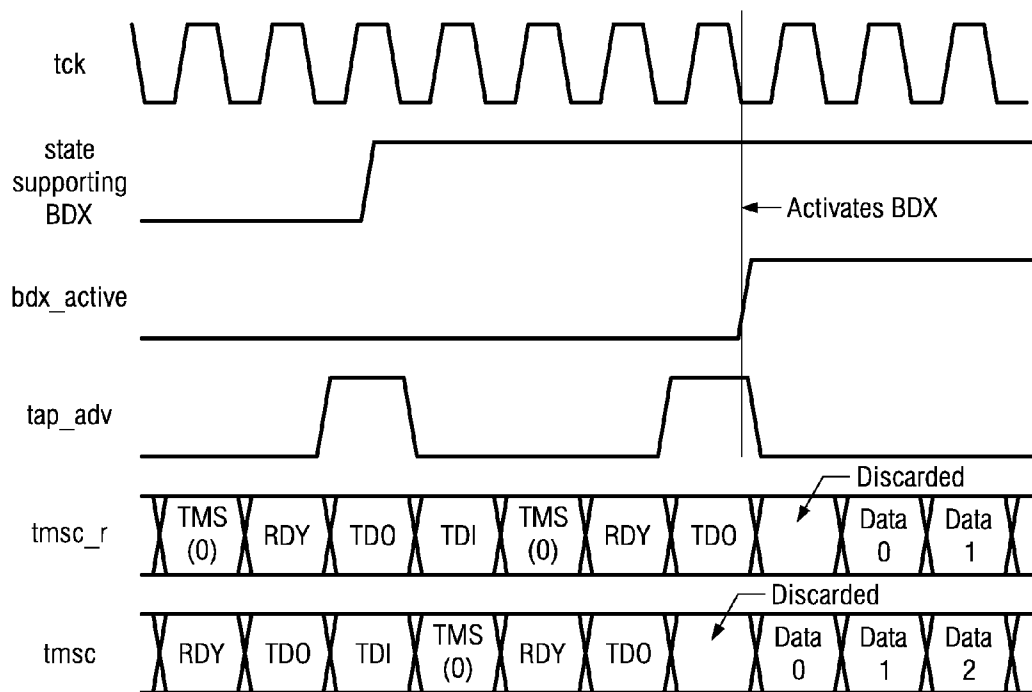 tck
state
supporting
BDX
Activates BDX
bdx_active
tap_adv
Discarded
tmsc_r
TMS
(0)
RDY
TDO
TDI
TMS
(0)
RDY
TDO
Data
0
Data
1
Discarded
tmsc
RDY
TDO
TDI
TMS
(0)
RDY
TDO
Data
0
Data
1
Data
2